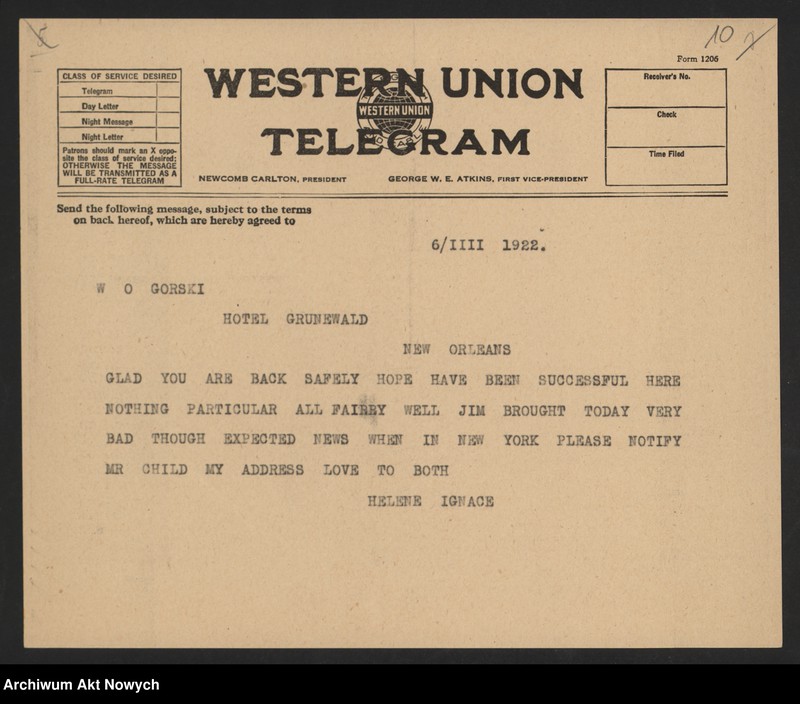 10
Form 1206
CLASS OF SERVICE DESIRED
Telegram
Day Letter
Night Message
Night Letter
Patrons should mark an X oppo-
site the class of service desired;
OTHERWISE THE MESSAGE
WILL BE TRANSMITTED AS A
FULL-RATE TELEGRAM
WESTERN UNION
WESTERN UNION
TELEGRAM
NEWCOMB CARLTON, PRESIDENT
GEORGE W. E. ATKINS, FIRST VICE-PRESIDENT
Receiver's No.
Check
Time Filed
Send the following message, subject to the terms
on back hereof, which are hereby agreed to
6/IIII 1922.
W O GORSKI
HOTEL GRUNEWALD
NEW ORLEANS
GLAD YOU ARE BACK SAFELY HOPE HAVE BEEN SUCCESSFUL HERE
NOTHING PARTICULAR ALL WELL JIM BROUGHT TODAY VERY
BAD THOUGH EXPECTED NEWS WHEN IN NEW YORK PLEASE NOTIFY
MR CHILD MY ADDRESS LOVE TO BOTH
HELENE IGNACE
Archiwum Akt Nowych